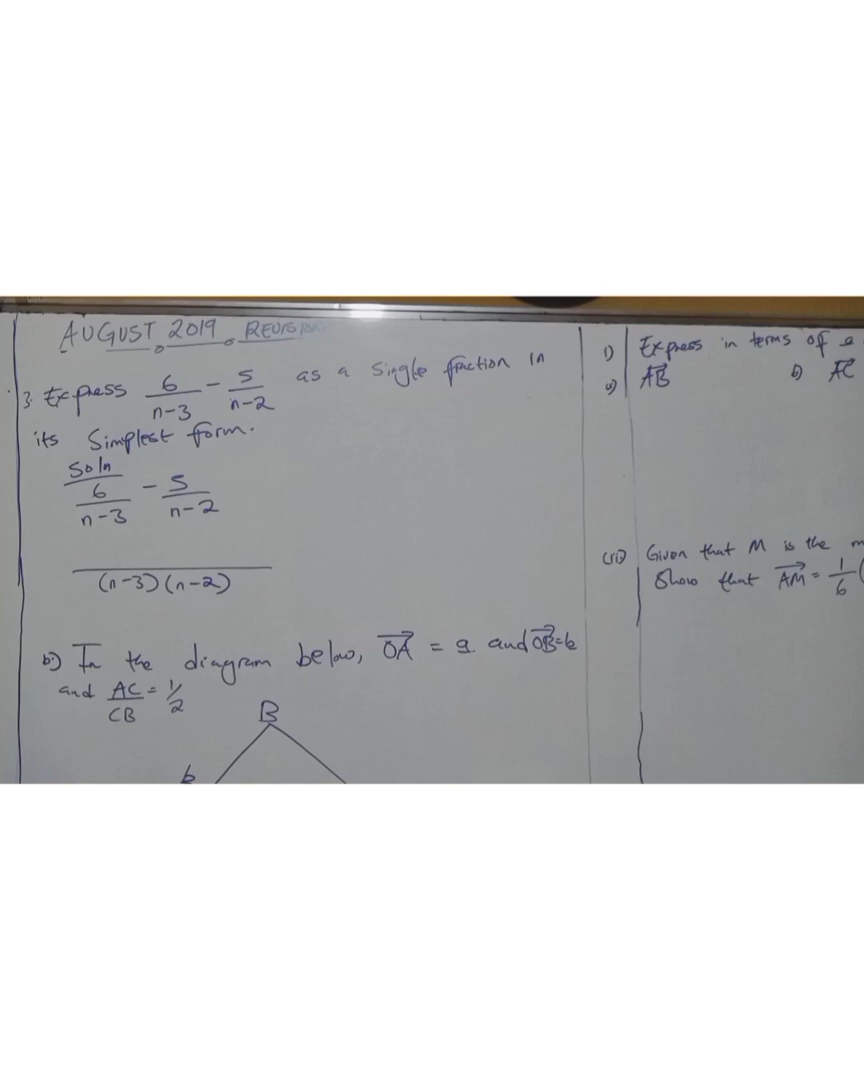 AUGUST 2019 REVISION
3. Express 6/(n-3) - 5/(n-2) as a single fraction in
its simplest form.
Soln
6/(n-3) - 5/(n-2)
(n-3)(n-2)
b.) In the diagram below, OA = a and OB=b
and AC/CB = 1/2
B
b
i) Express in terms of a
a) AB b) AC
(ii) Given that M is the m
Show that AM = 1/6 (